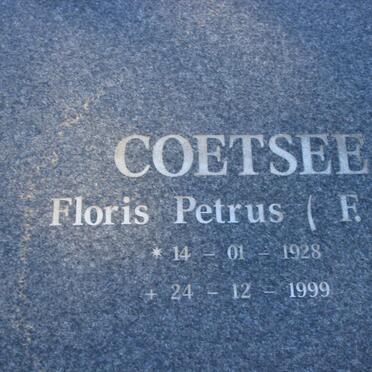 COETSEE
Floris Petrus ( F.
* 14 – 01 – 1928
+ 24 – 12 – 1999